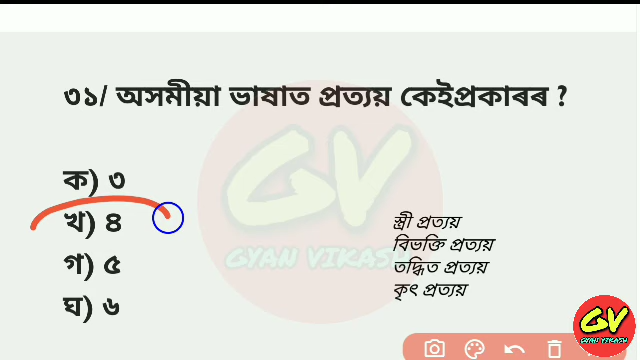 ৩১/ অসমীয়া ভাষাত প্ৰত্যয় কেইপ্ৰকাৰৰ ?
ক) ৩
খ) ৪
গ) ৫
ঘ) ৬
স্ত্ৰী প্ৰত্যয়
বিভক্তি প্ৰত্যয়
তদ্ধিত প্ৰত্যয়
কৃৎ প্ৰত্যয়
GV
GYAN VIKASH
GV
GYAN VIKASH